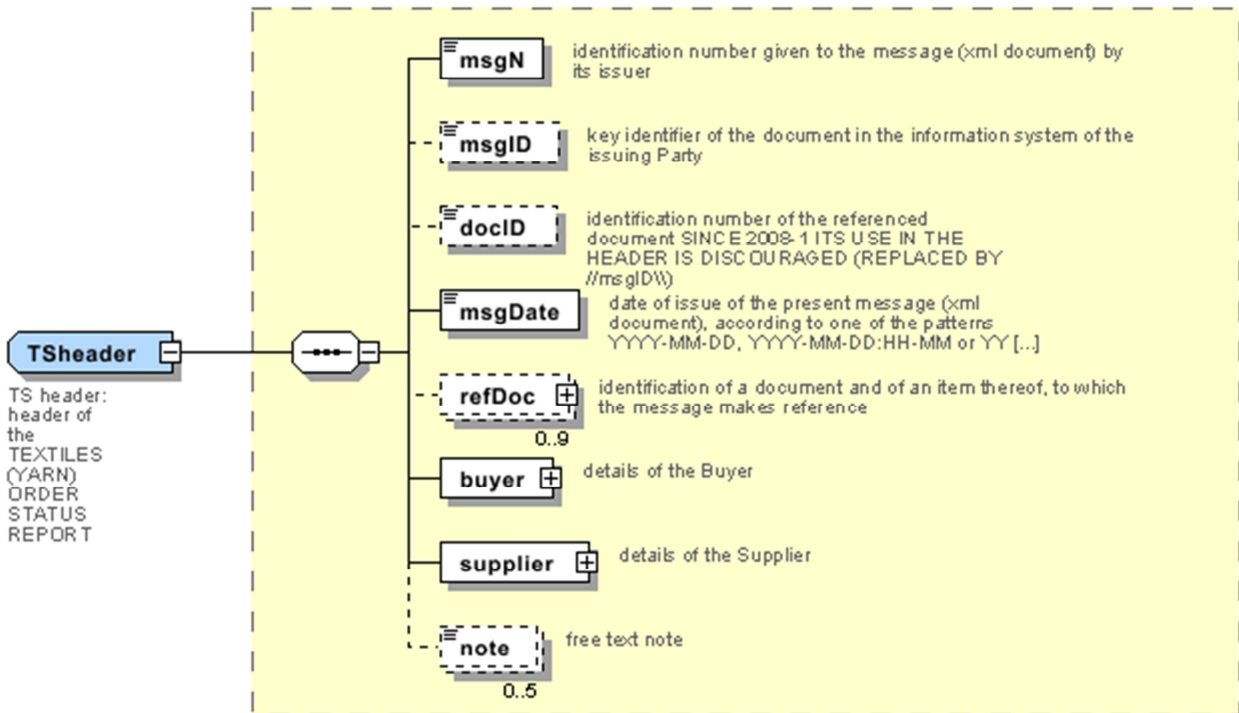 msgN
identification number given to the message (xml document) by
its issuer
msgID
key identifier of the document in the information system of the
issuing Party
docID
identification number of the referenced
document SINCE 2008-1 ITS USE IN THE
HEADER IS DISCOURAGED (REPLACED BY
//msgID\\)
msgDate
date of issue of the present message (xml
document), according to one of the patterns
YYYY-MM-DD, YYYY-MM-DD:HH-MM or YY [...]
TSheader
TS header:
header of
the
TEXTILES
(YARN)
ORDER
STATUS
REPORT
refDoc
identification of a document and of an item thereof, to which
the message makes reference
0..9
buyer
details of the Buyer
supplier
details of the Supplier
note
free text note
0..5